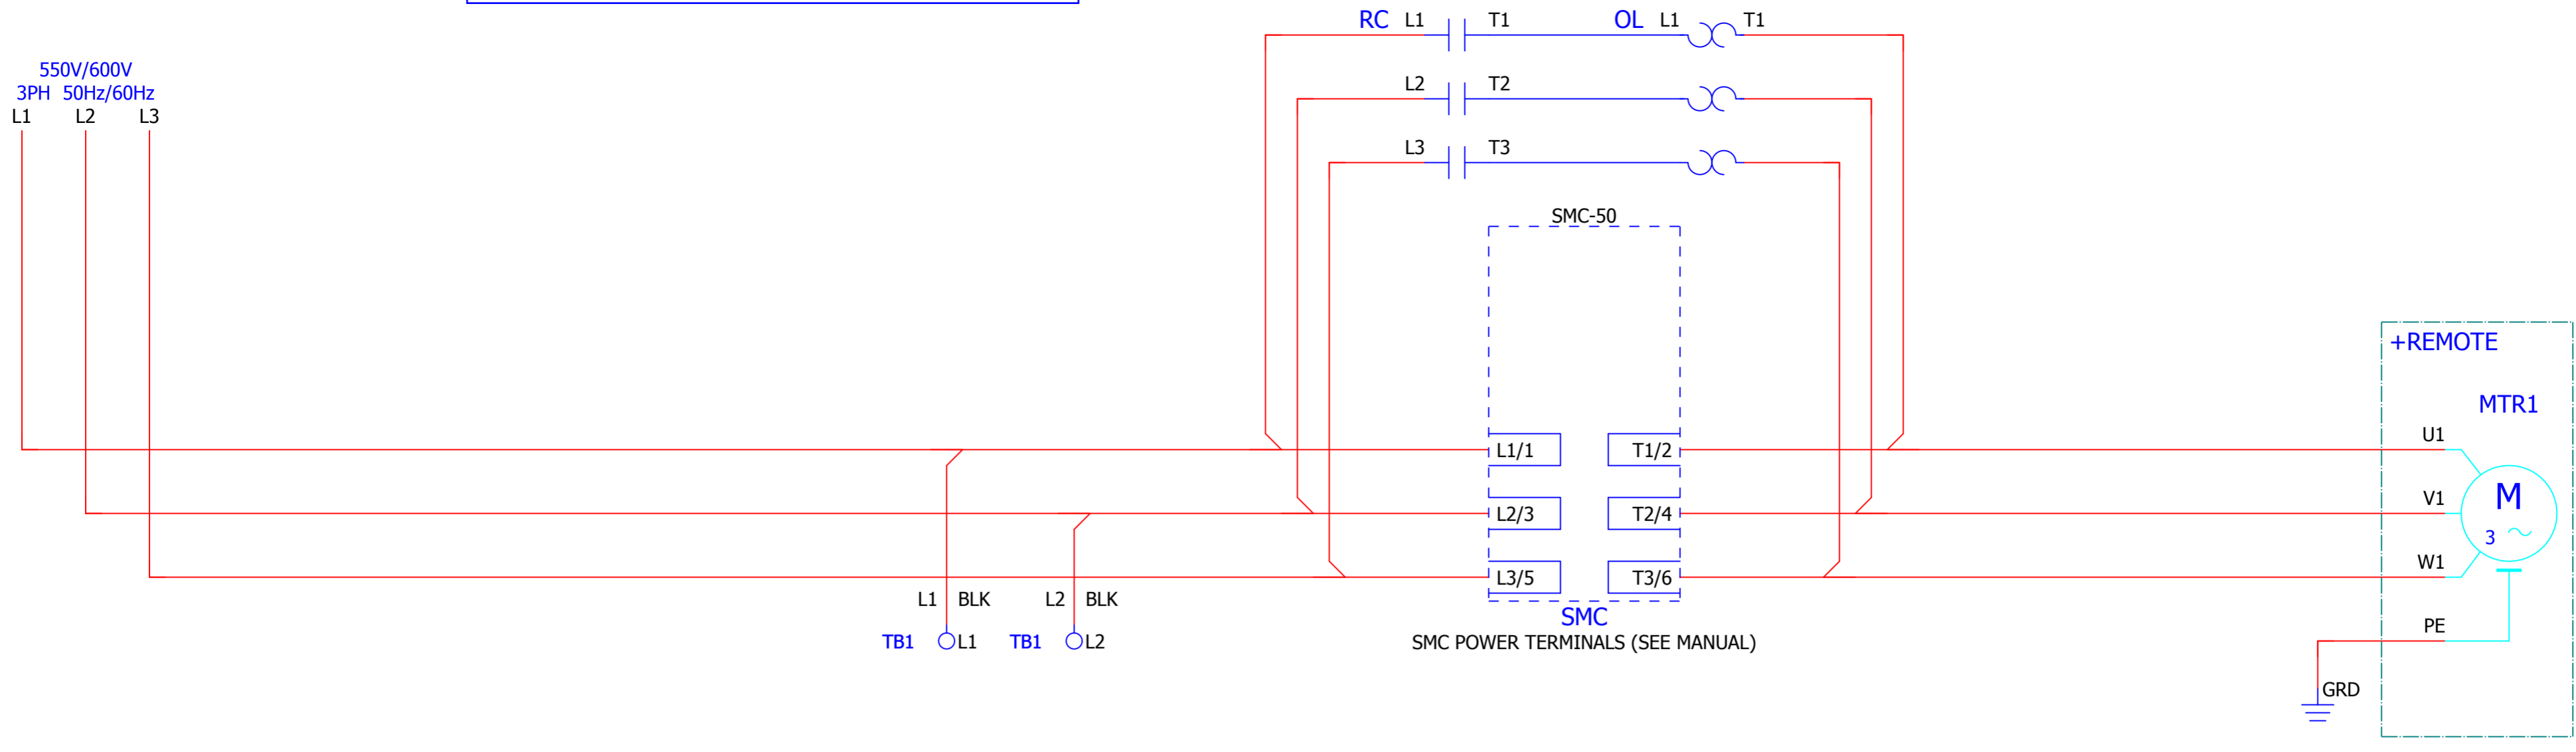 RC L1 T1 OL L1 T1
550V/600V
3PH 50Hz/60Hz
L1 L2 L3
L2 T2
L3 T3
SMC-50
+REMOTE
MTR1
L1/1 T1/2 U1
L2/3 T2/4 V1
M
3 ~
L3/5 T3/6 W1
L1 BLK L2 BLK
SMC
TB1 L1 TB1 L2
SMC POWER TERMINALS (SEE MANUAL)
PE
GRD